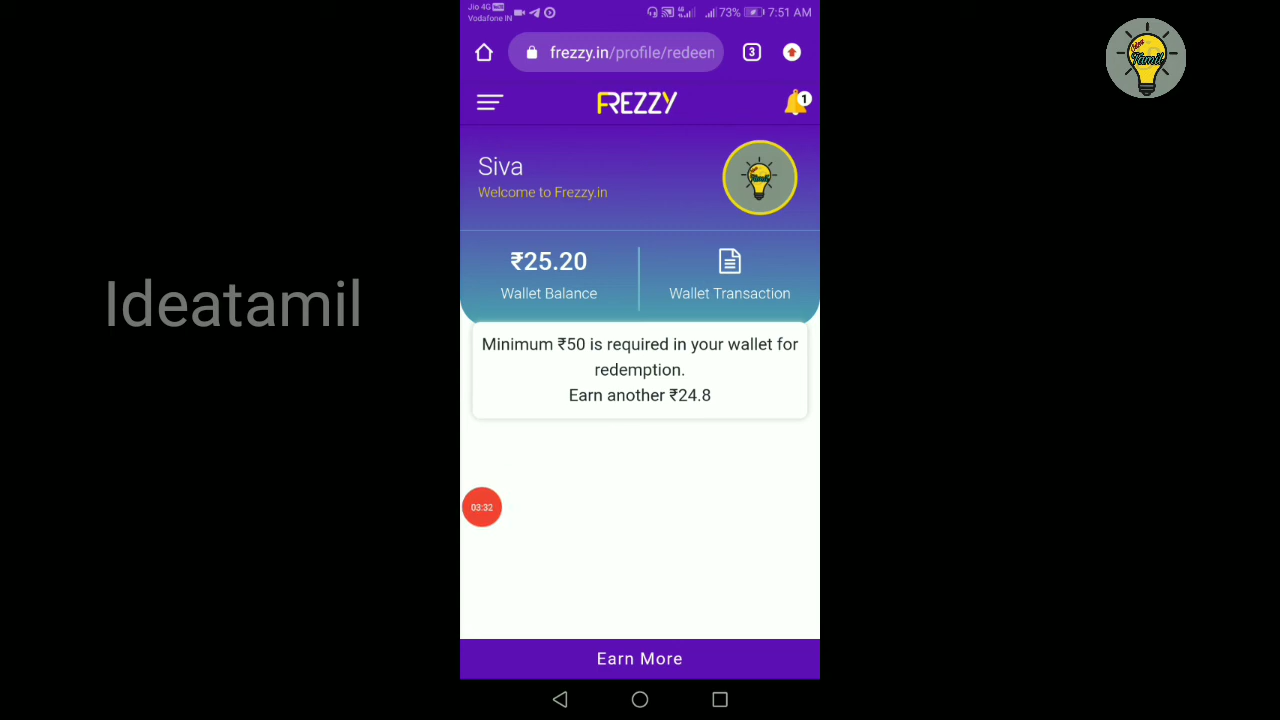 Jio 4G
Vodafone IN
73%
7:51 AM
frezzy.in/profile/redeen
3
FREZZY
1
Siva
Welcome to Frezzy.in
₹25.20
Wallet Balance
Wallet Transaction
Minimum ₹50 is required in your wallet for
redemption.
Earn another ₹24.8
Ideatamil
03:32
Earn More
Tamil